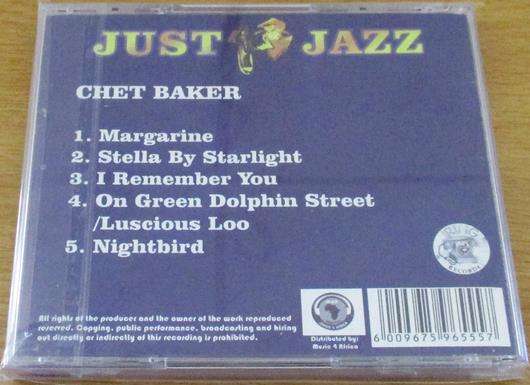 JUST JAZZ
CHET BAKER
1. Margarine
2. Stella By Starlight
3. I Remember You
4. On Green Dolphin Street
/Luscious Loo
5. Nightbird
All rights of the producer and the owner of the work reproduced
reserved. Copying, public performance, broadcasting and hiring
out directly or indirectly of this recording is prohibited.
Distributed by:
Music 4 Africa
6 009675 965557
RECORDS